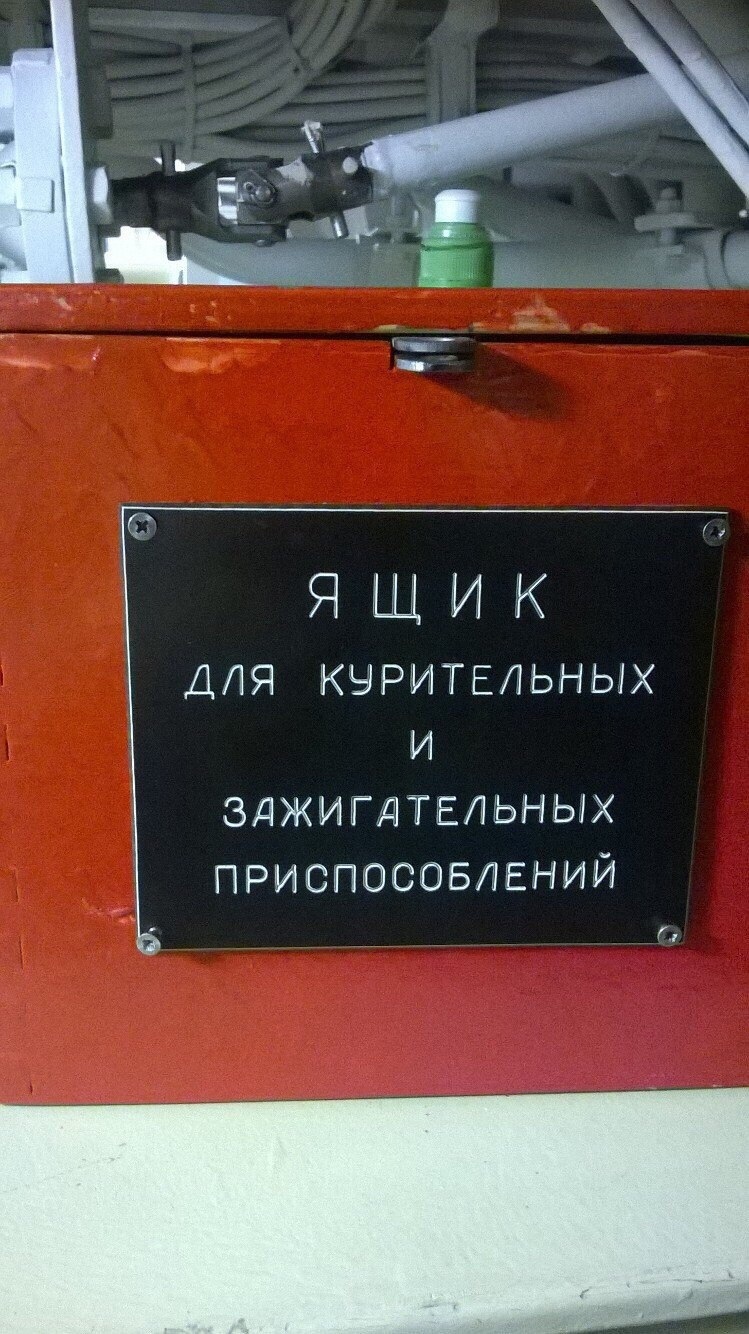 ЯЩИК
ДЛЯ КУРИТЕЛЬНЫХ
И
ЗАЖИГАТЕЛЬНЫХ
ПРИСПОСОБЛЕНИЙ